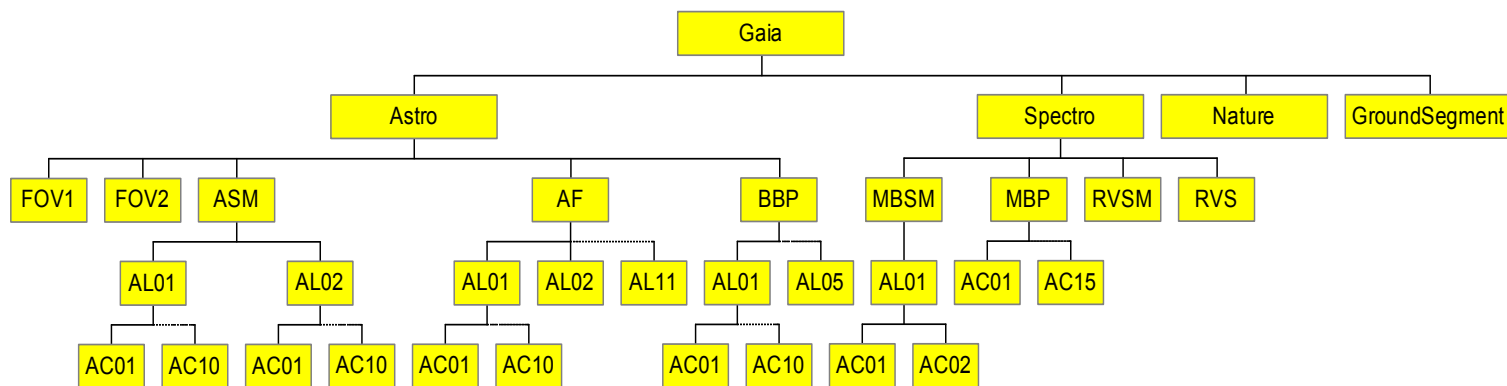 Gaia
Astro Spectro Nature GroundSegment
FOV1 FOV2 ASM AF BBP MBSM MBP RVSM RVS
AL01 AL02 AL01 AL02 AL11 AL01 AL05 AL01 AC01 AC15
AC01 AC10 AC01 AC10 AC01 AC10 AC01 AC10 AC01 AC02